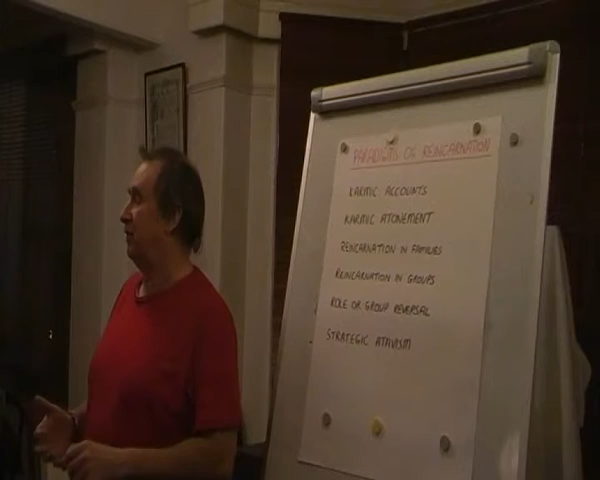 PARADIGMS OF REINCARNATION
KARMIC ACCOUNTS
KARMIC ATONEMENT
REINCARNATION IN FAMILIES
REINCARNATION IN GROUPS
ROLE OR GROUP REVERSAL
STRATEGIC ATAVISM